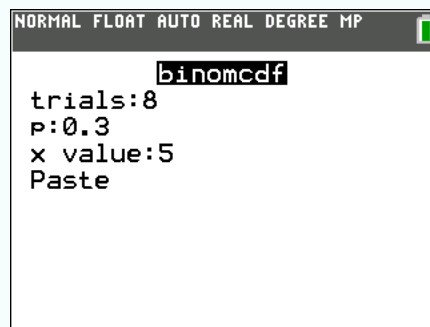 NORMAL FLOAT AUTO REAL DEGREE MP
binomcdf
trials:8
p:0.3
x value:5
Paste